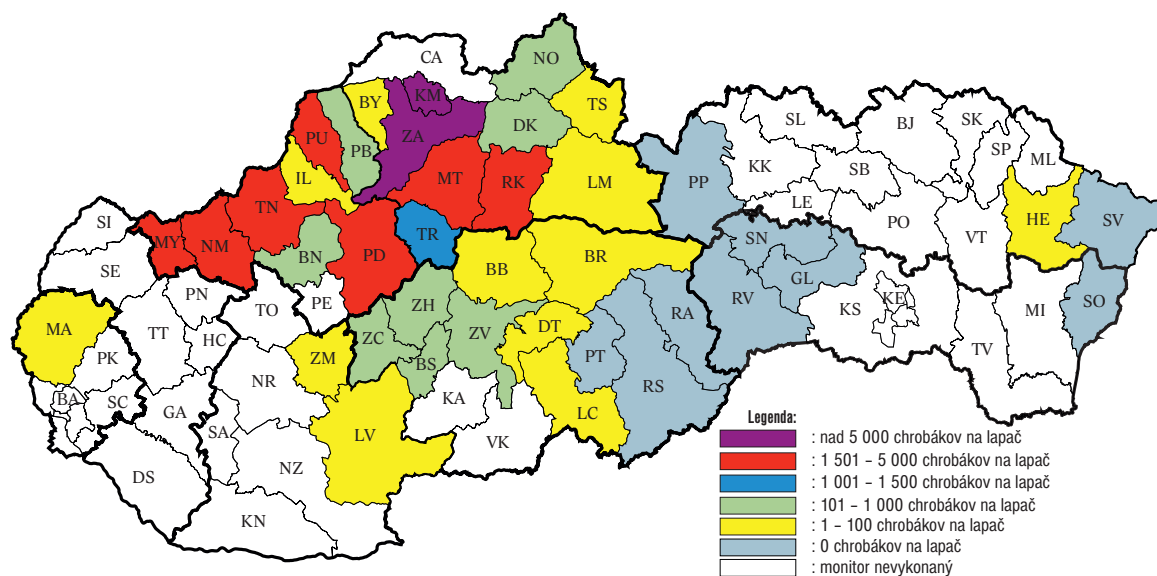 CA
NO
KM
BY
TS
PU
PB
ZA
DK
IL
MT
RK
LM
PP
SL
BJ
SK
SP
ML
KK
SB
LE
PO
VT
HE
SV
SI
MY
NM
TN
BN
PD
TR
BB
BR
SN
GL
RV
KS
KE
MI
SO
TV
SE
PN
TO
PE
ZH
ZC
BS
ZV
DT
PT
RA
RS
MA
TT
HC
PK
ZM
NR
BA
SC
GA
SA
LV
KA
VK
LC
DS
NZ
KN
Legenda:
: nad 5 000 chrobákov na lapač
: 1 501 – 5 000 chrobákov na lapač
: 1 001 – 1 500 chrobákov na lapač
: 101 – 1 000 chrobákov na lapač
: 1 – 100 chrobákov na lapač
: 0 chrobákov na lapač
: monitor nevykonaný